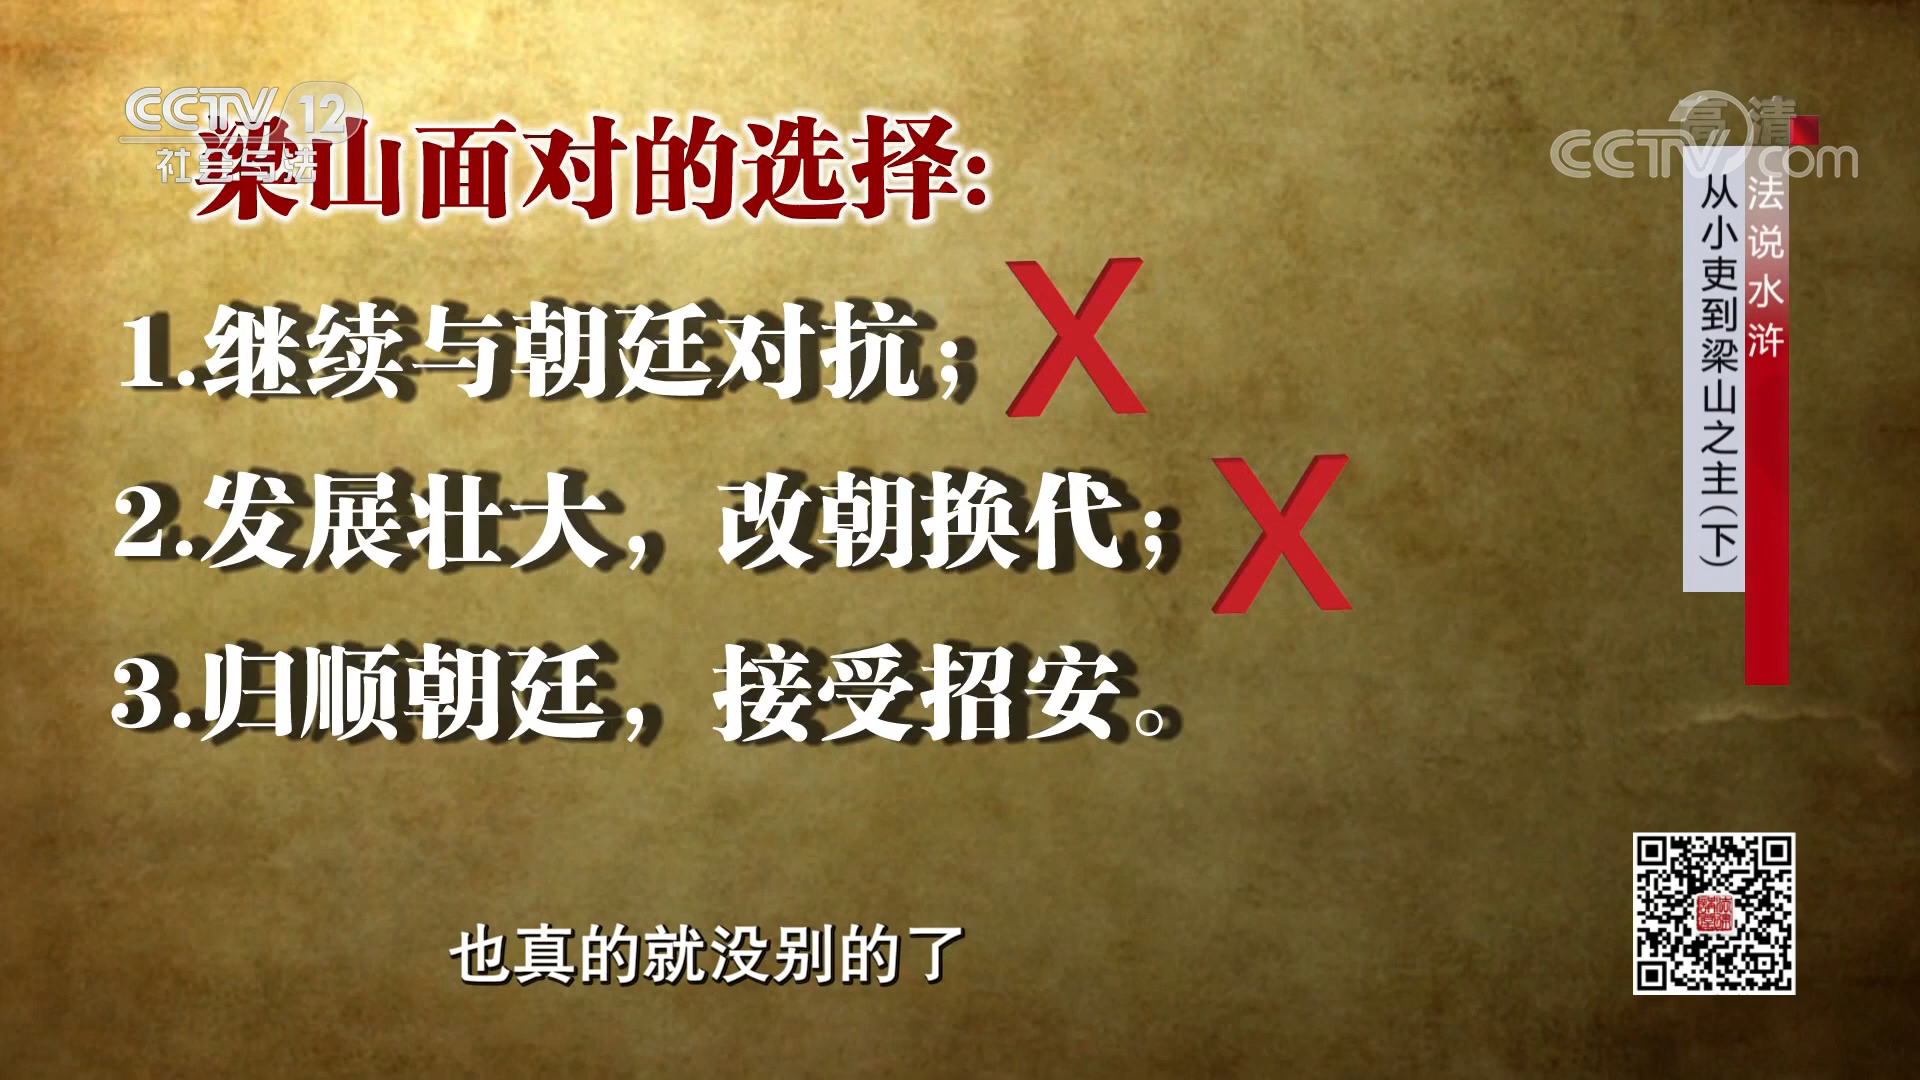 CCTV 12
社会与法
梁山面对的选择:
1.继续与朝廷对抗;
X
2.发展壮大，改朝换代;
X
3.归顺朝廷，接受招安。
高清
CCTV.com
法说水浒
从小吏到梁山之主(下)
也真的就没别的了